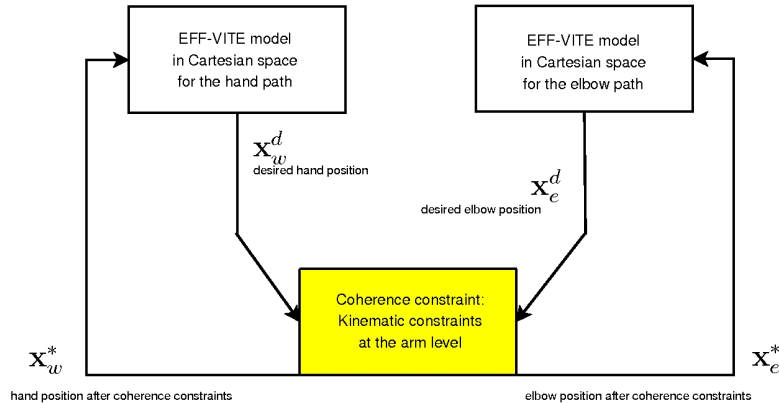 EFF-VITE model
in Cartesian space
for the hand path
EFF-VITE model
in Cartesian space
for the elbow path
x_w^d
desired hand position
x_e^d
desired elbow position
Coherence constraint:
Kinematic constraints
at the arm level
x_w^*
hand position after coherence constraints
x_e^*
elbow position after coherence constraints